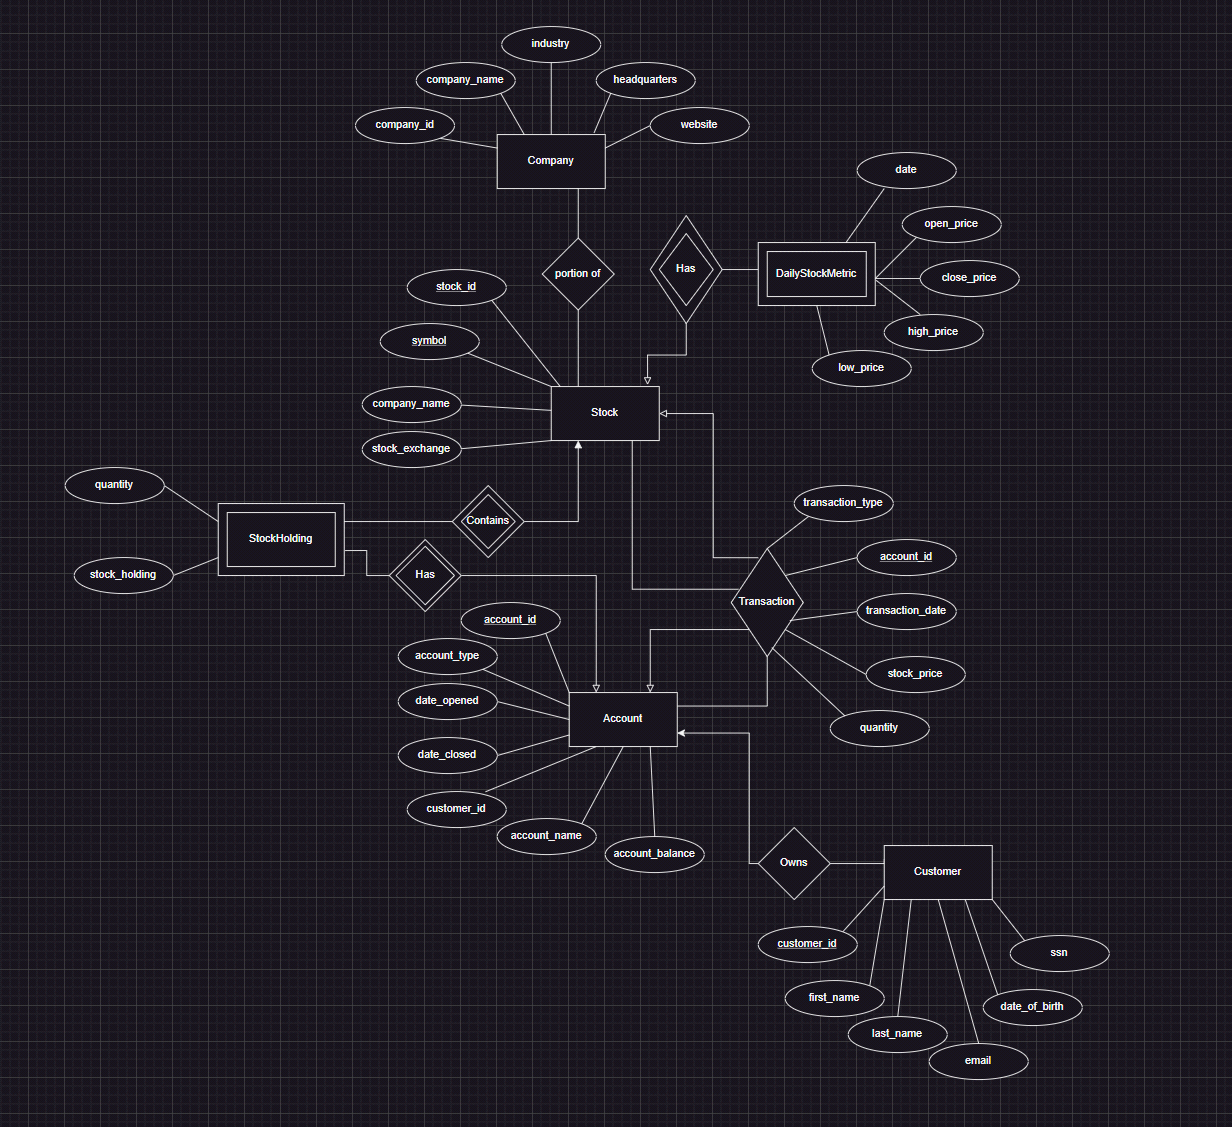 industry
company_name
headquarters
company_id
website
Company
date
open_price
portion of
Has
DailyStockMetric
close_price
stock_id
high_price
symbol
low_price
company_name
Stock
stock_exchange
quantity
transaction_type
Contains
StockHolding
account_id
stock_holding
Has
Transaction
transaction_date
account_id
account_type
stock_price
date_opened
Account
quantity
date_closed
customer_id
account_name
account_balance
Owns
Customer
customer_id
ssn
first_name
date_of_birth
last_name
email